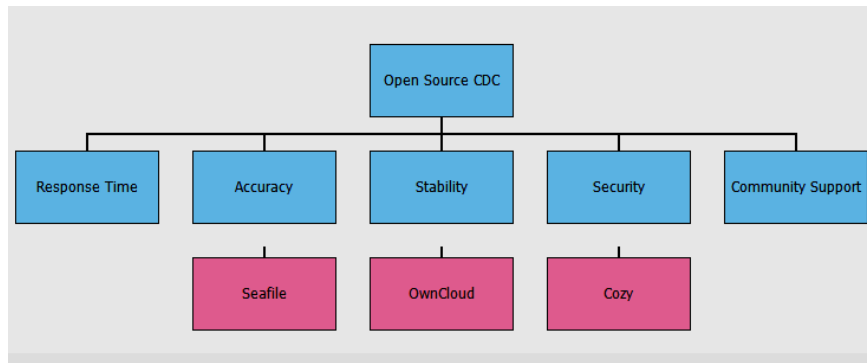 Open Source CDC
Response Time
Accuracy
Stability
Security
Community Support
Seafile
OwnCloud
Cozy